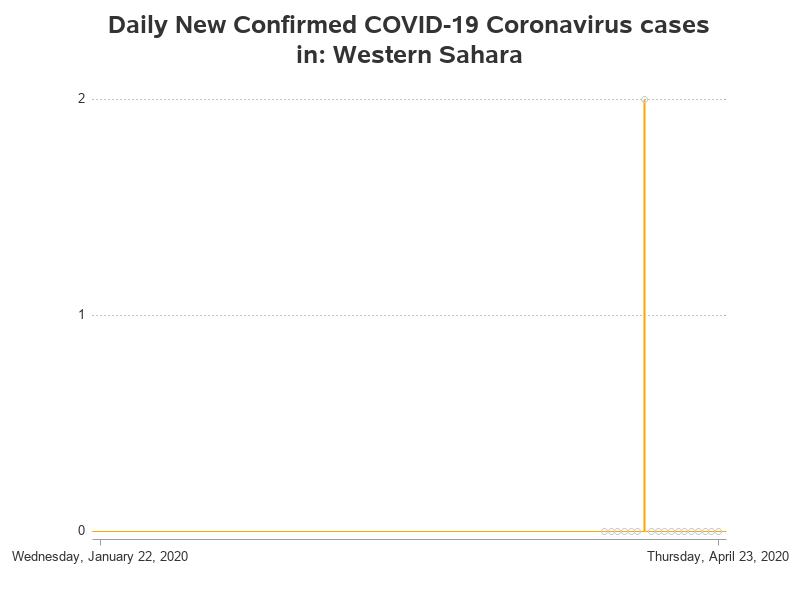 Daily New Confirmed COVID-19 Coronavirus cases
in: Western Sahara
2
1
0
Wednesday, January 22, 2020
Thursday, April 23, 2020